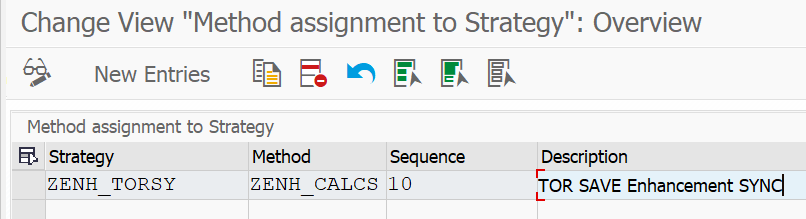 Change View "Method assignment to Strategy": Overview
New Entries
Method assignment to Strategy
Strategy Method Sequence Description
ZENH_TORSY ZENH_CALCS 10 TOR SAVE Enhancement SYNC